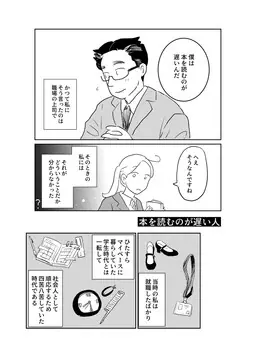 僕は
本を読むのが
遅いんだ
かつて私に
そう言ったのは
職場の上司で
へえ
そうなんですね
そのときの
私には
それが
どういうことだか
分からなかった
本を読むのが遅い人
当時の私は
就職したばかり
ひたすら
マイペースに
暮らしていた
学生時代とは
一転して
社会人として
順応するため
四苦八苦していた
時代である